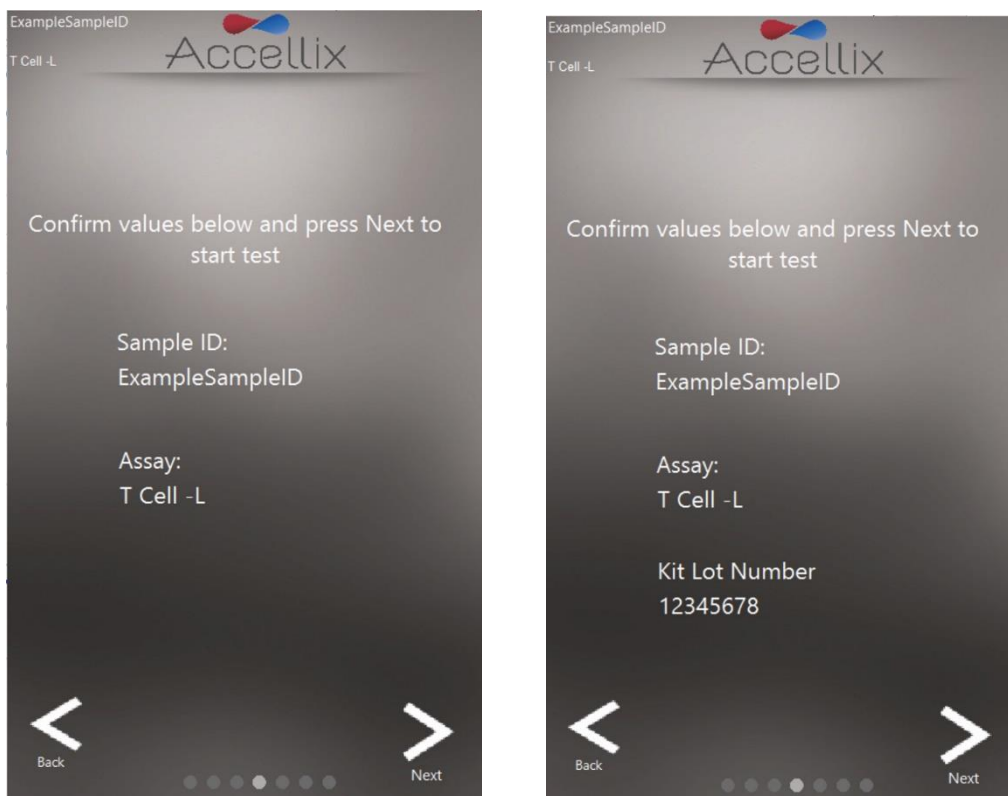 ExampleSampleID
T Cell -L
Accellix
Confirm values below and press Next to
start test
Sample ID:
ExampleSampleID
Assay:
T Cell -L
Back
Next
ExampleSampleID
T Cell -L
Accellix
Confirm values below and press Next to
start test
Sample ID:
ExampleSampleID
Assay:
T Cell -L
Kit Lot Number
12345678
Back
Next